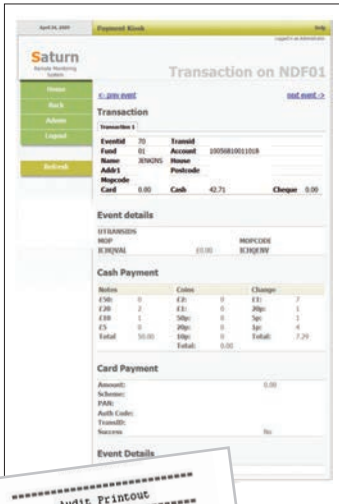 April 24, 2009
Payment Kiosk
Help
Logged in as Administrator
Saturn
Remote Monitoring
System
Transaction on NDF01
Home
Back
Admin
Logout
Refresh
<- prev event
next event ->
Transaction
Transaction 1
Eventid 70 Transid
Fund 01 Account 10056810011018
Name JENKINS House
Addr1 Postcode
Mopcode
Card 0.00 Cash 42.71 Cheque 0.00
Event details
UTRANSIDS
MOP MOPCODE
ICHQVAL £0.00 ICHQENV
Cash Payment
Notes Coins Change
£50: 0 £2: 0 £1: 7
£20 2 £1: 0 20p: 1
£10 1 50p: 0 5p: 1
£5 0 20p: 0 1p: 4
Total 50.00 10p: 0 Total: 7.29
Total: 0.00
Card Payment
Amount: 0.00
Scheme:
PAN:
Auth Code:
TransID:
Success No
Event Details
Audit Printout